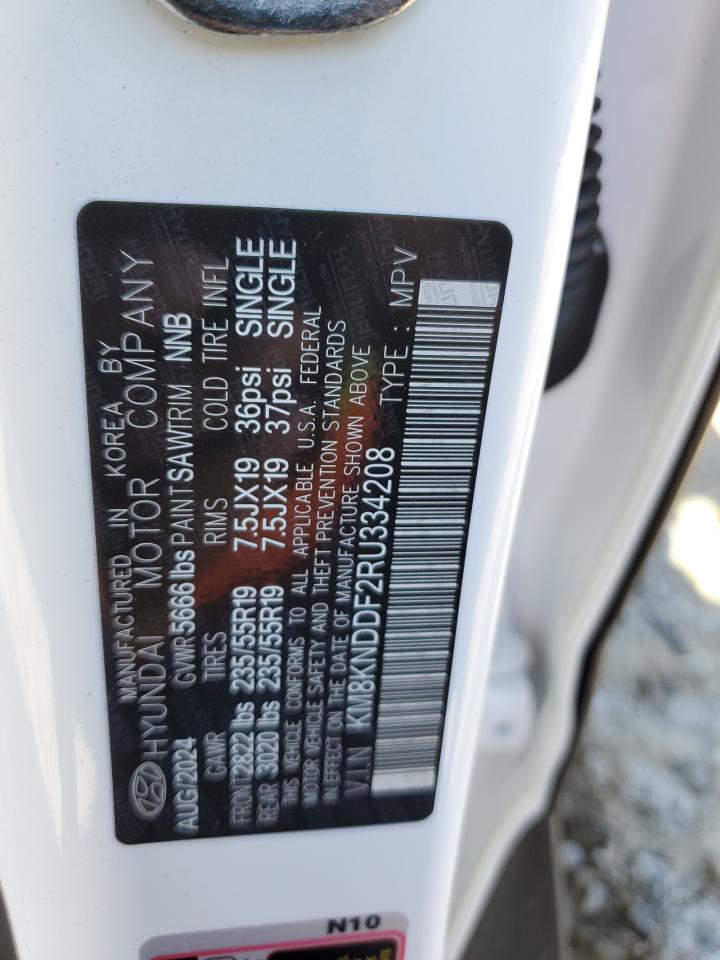 MANUFACTURED IN KOREA BY
HYUNDAI MOTOR COMPANY
AUG/2024 GVWR 5666 lbs PAINT SAW TRIM NNB
GAWR TIRES RIMS COLD TIRE INFL
FRONT 2822 lbs 235/55R19 7.5JX19 36psi SINGLE
REAR 3020 lbs 235/55R19 7.5JX19 37psi SINGLE
THIS VEHICLE CONFORMS TO ALL APPLICABLE U.S.A. FEDERAL
MOTOR VEHICLE SAFETY AND THEFT PREVENTION STANDARDS
IN EFFECT ON THE DATE OF MANUFACTURE SHOWN ABOVE
V.I.N KM8KNDDF2RU334208 TYPE : MPV
N10